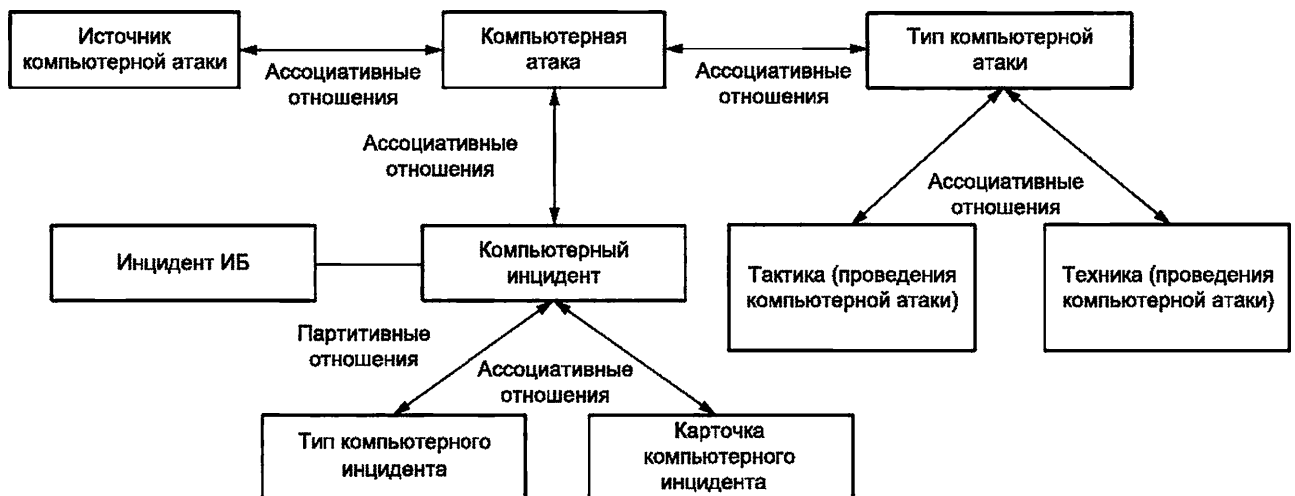 Источник
компьютерной атаки
Компьютерная
атака
Тип компьютерной
атаки
Ассоциативные
отношения
Ассоциативные
отношения
Ассоциативные
отношения
Ассоциативные
отношения
Инцидент ИБ
Компьютерный
инцидент
Тактика (проведения
компьютерной атаки)
Техника (проведения
компьютерной атаки)
Партитивные
отношения
Ассоциативные
отношения
Тип компьютерного
инцидента
Карточка
компьютерного
инцидента